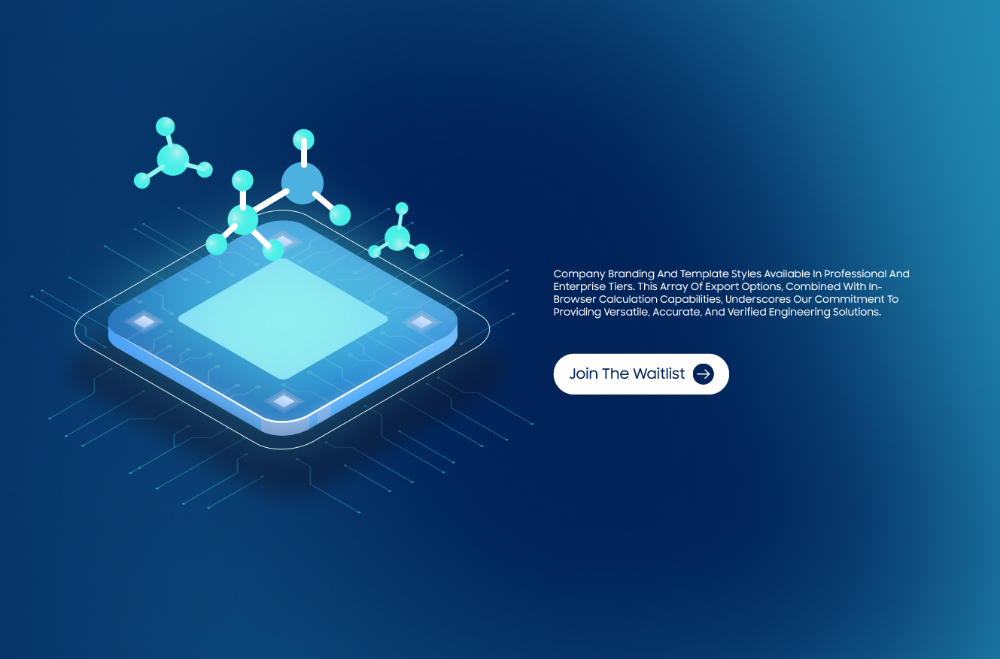 Company Branding And Template Styles Available In Professional And
Enterprise Tiers. This Array Of Export Options, Combined With In-
Browser Calculation Capabilities, Underscores Our Commitment To
Providing Versatile, Accurate, And Verified Engineering Solutions.
Join The Waitlist